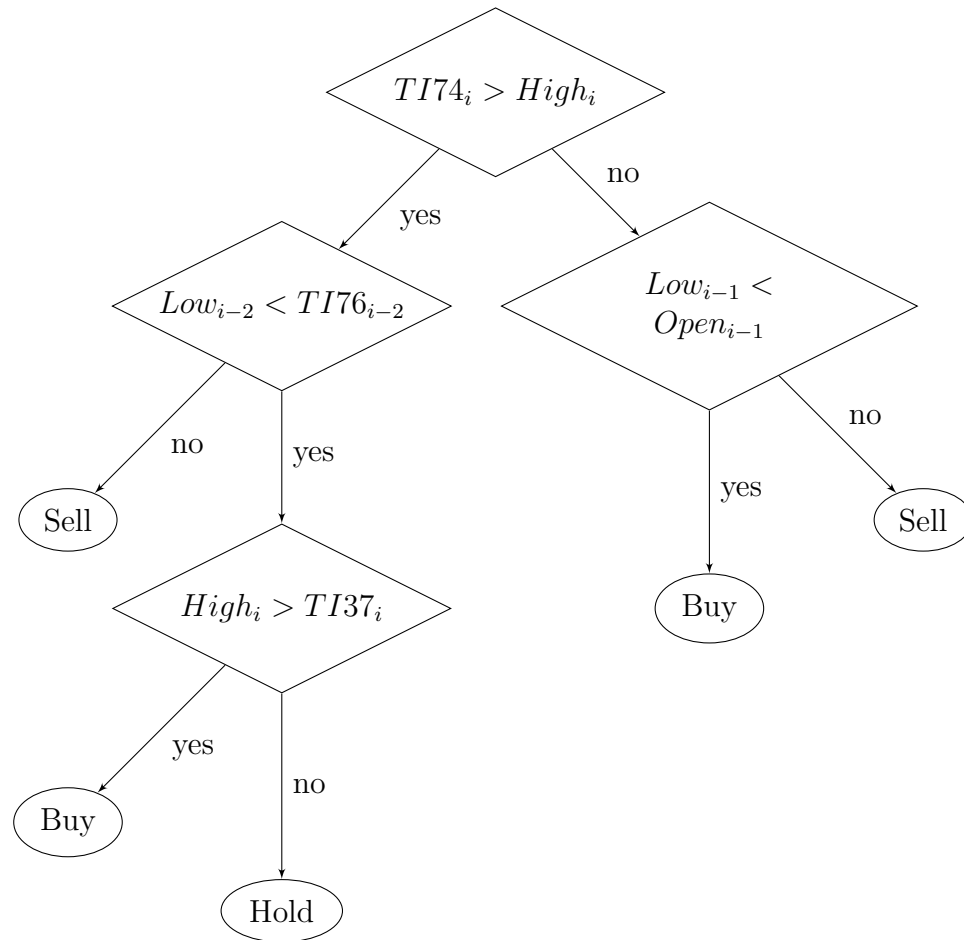 TI74_i > High_i
yes
no
Low_{i−2} < TI76_{i−2}
Low_{i−1} <
Open_{i−1}
no
yes
yes
no
Sell
Sell
High_i > TI37_i
Buy
yes
no
Buy
Hold